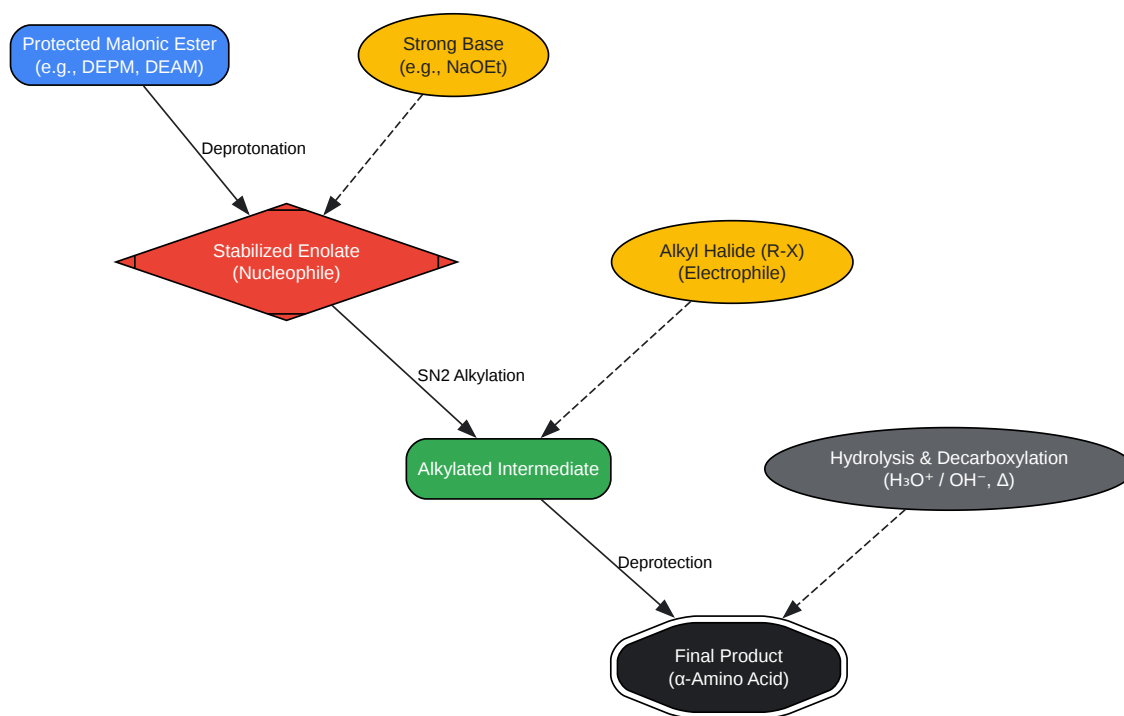 Protected Malonic Ester
(e.g., DEPM, DEAM)
Strong Base
(e.g., NaOEt)
Deprotonation
Stabilized Enolate
(Nucleophile)
Alkyl Halide (R-X)
(Electrophile)
SN2 Alkylation
Alkylated Intermediate
Hydrolysis & Decarboxylation
(H₃O⁺ / OH⁻, Δ)
Deprotection
Final Product
(α-Amino Acid)